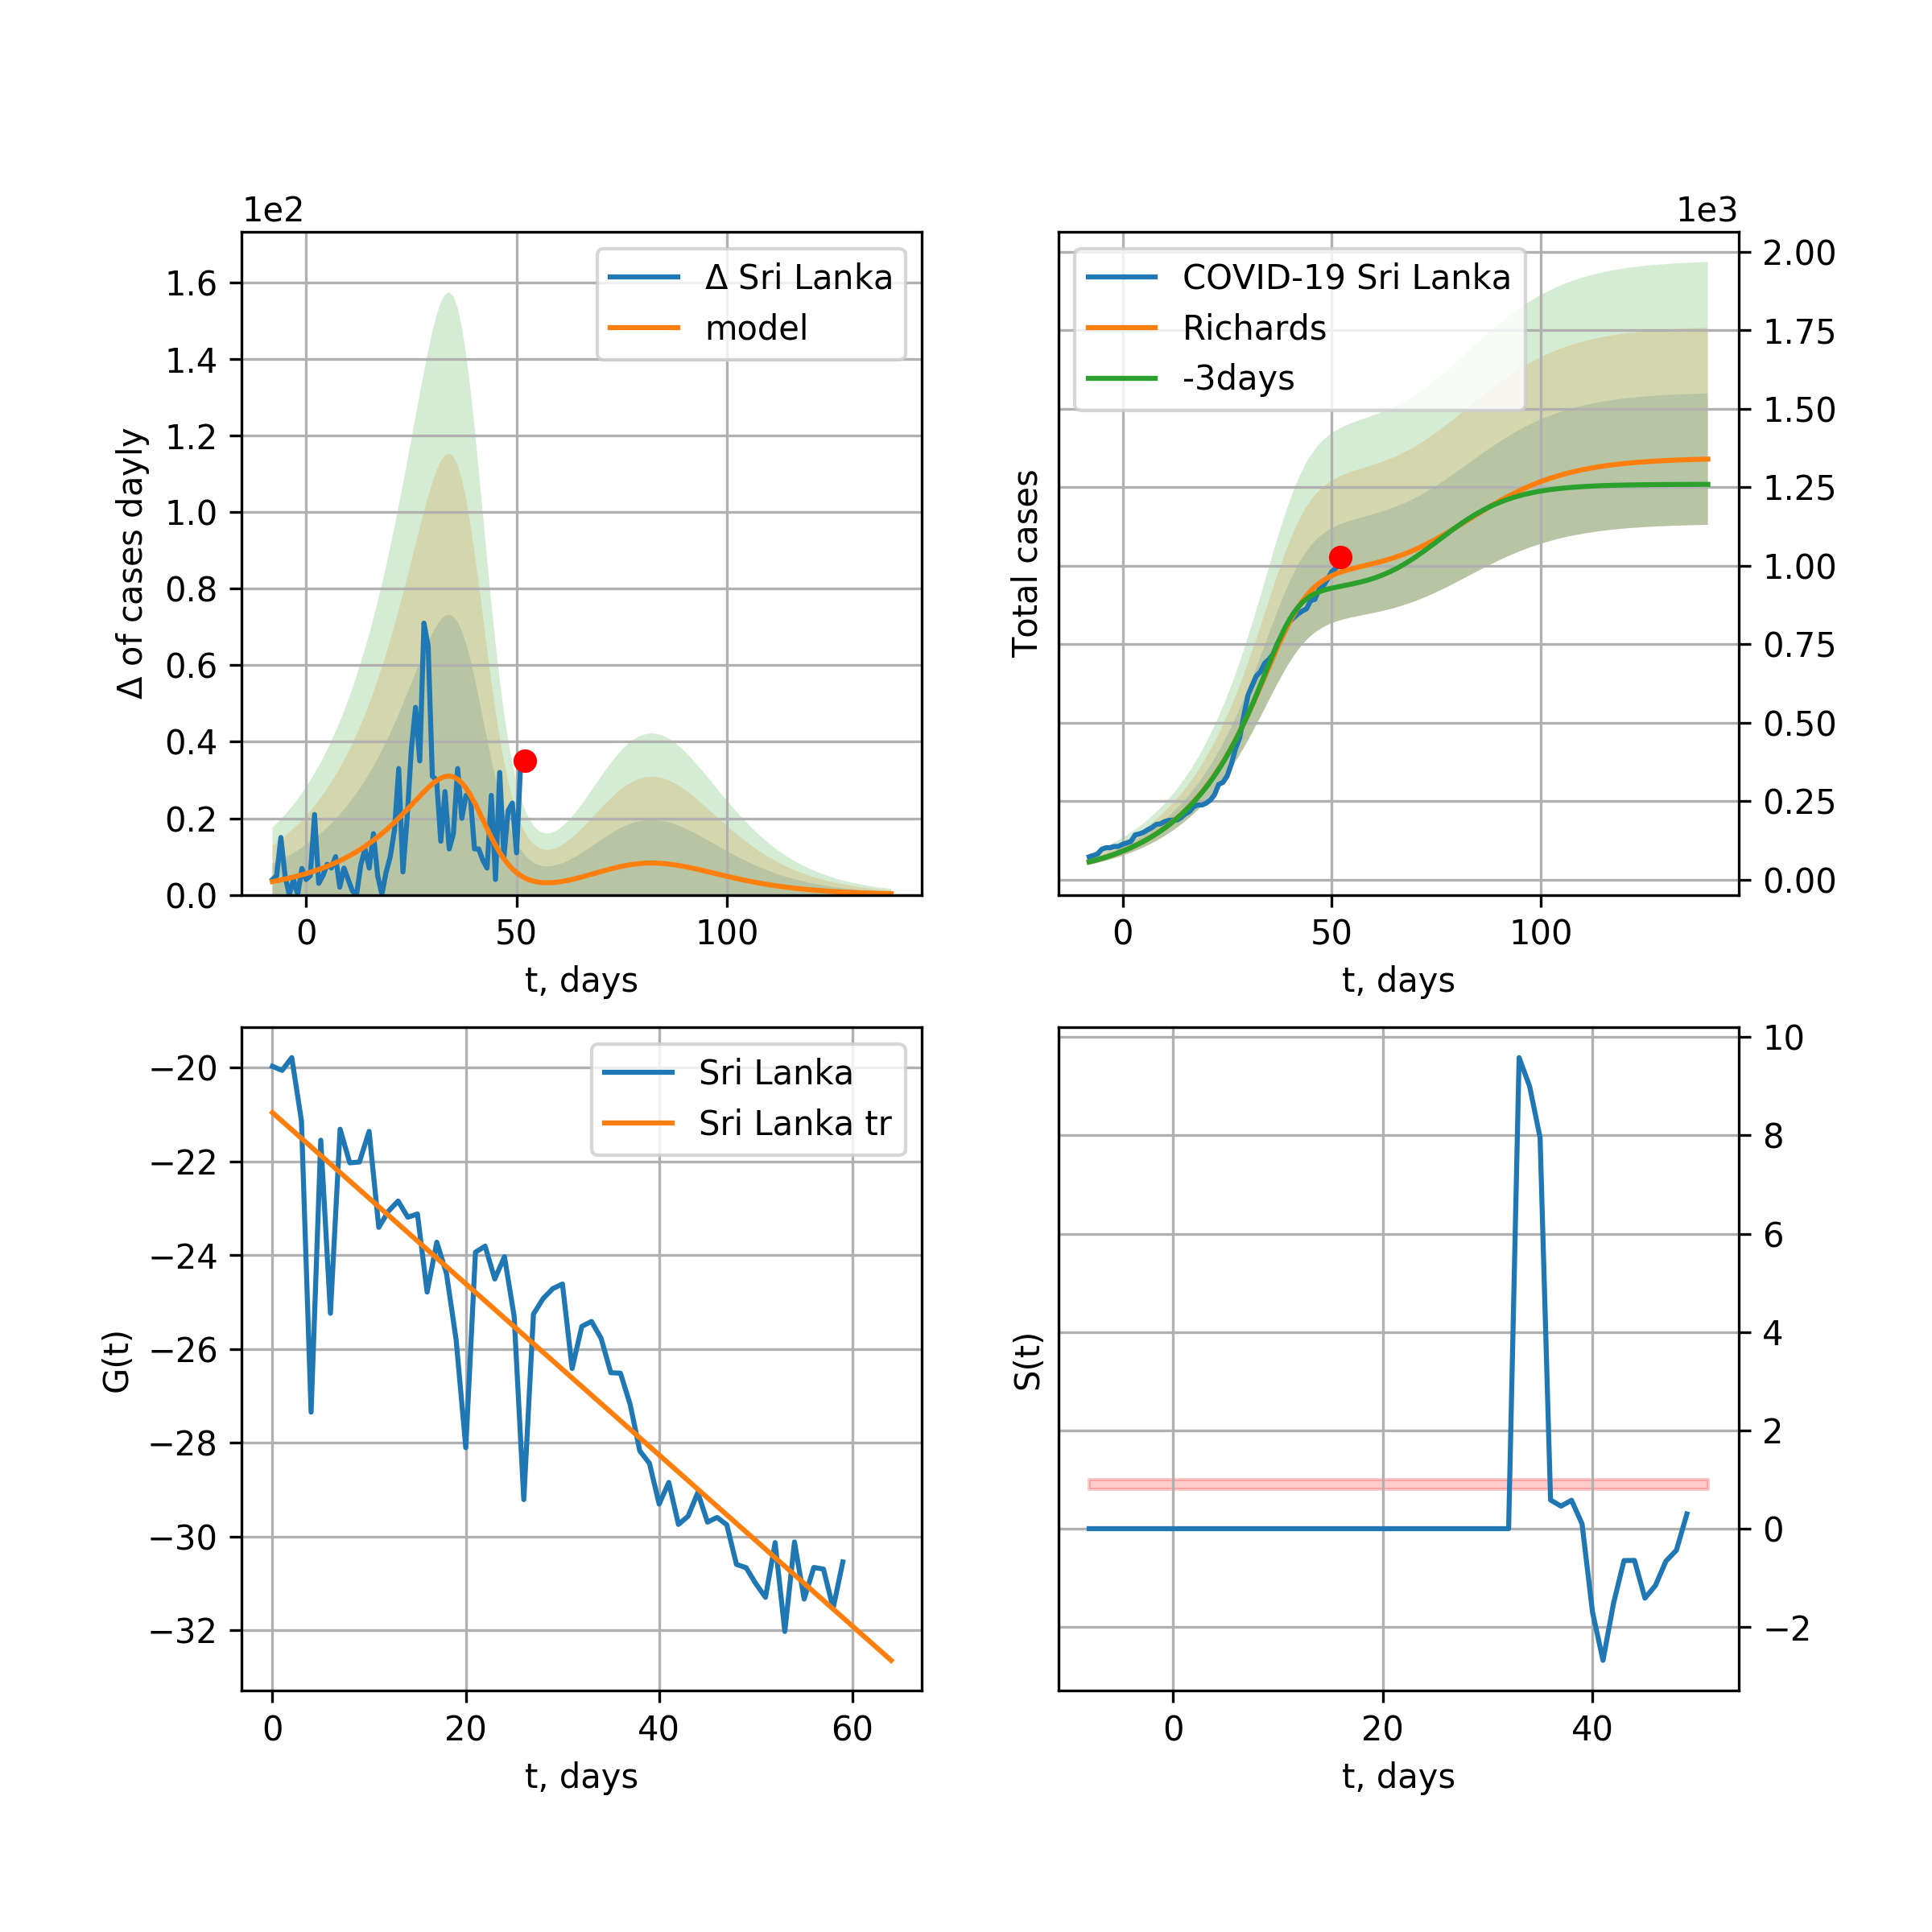 1e2
Δ of cases dayly
1.6
1.4
1.2
1.0
0.8
0.6
0.4
0.2
0.0
0 50 100
t, days
Δ Sri Lanka
model
1e3
Total cases
COVID-19 Sri Lanka
Richards
-3days
2.00
1.75
1.50
1.25
1.00
0.75
0.50
0.25
0.00
0 50 100
t, days
G(t)
−20
−22
−24
−26
−28
−30
−32
0 20 40 60
t, days
Sri Lanka
Sri Lanka tr
S(t)
10
8
6
4
2
0
−2
0 20 40
t, days